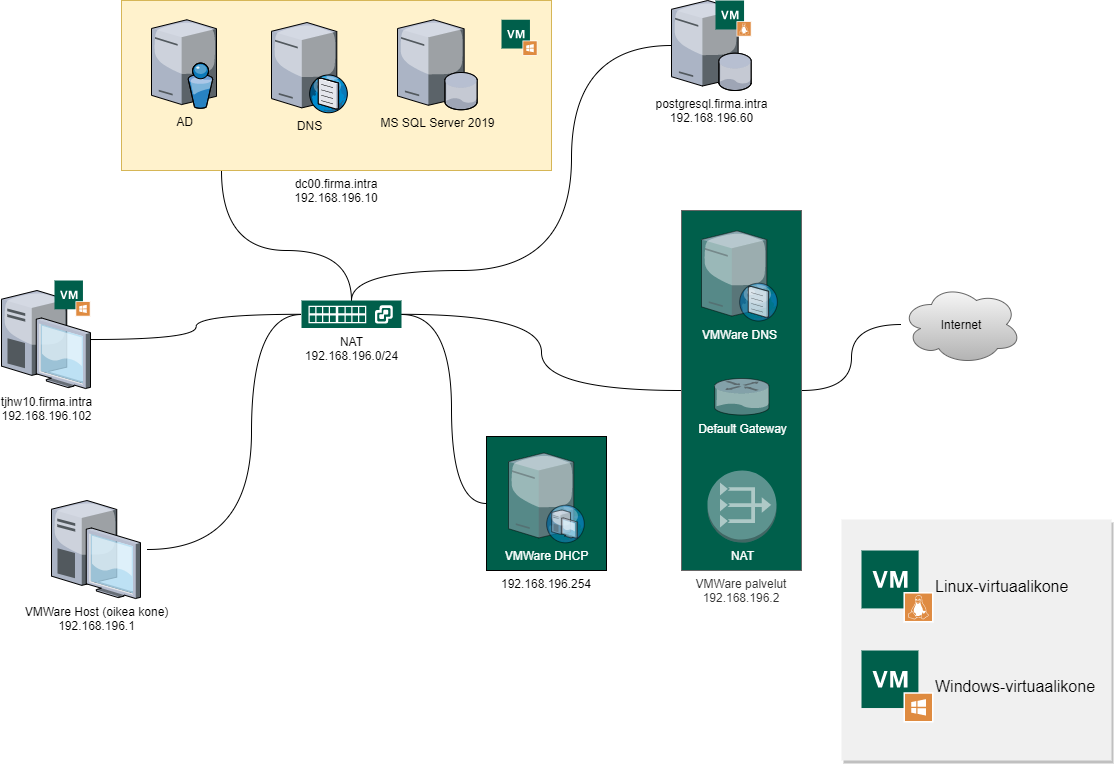 VM
VM
AD
DNS
MS SQL Server 2019
postgresql.firma.intra
192.168.196.60
dc00.firma.intra
192.168.196.10
VM
VMWare DNS
Internet
NAT
192.168.196.0/24
tjhw10.firma.intra
192.168.196.102
Default Gateway
VMWare DHCP
NAT
192.168.196.254
VMWare palvelut
192.168.196.2
VMWare Host (oikea kone)
192.168.196.1
VM
Linux-virtuaalikone
VM
Windows-virtuaalikone